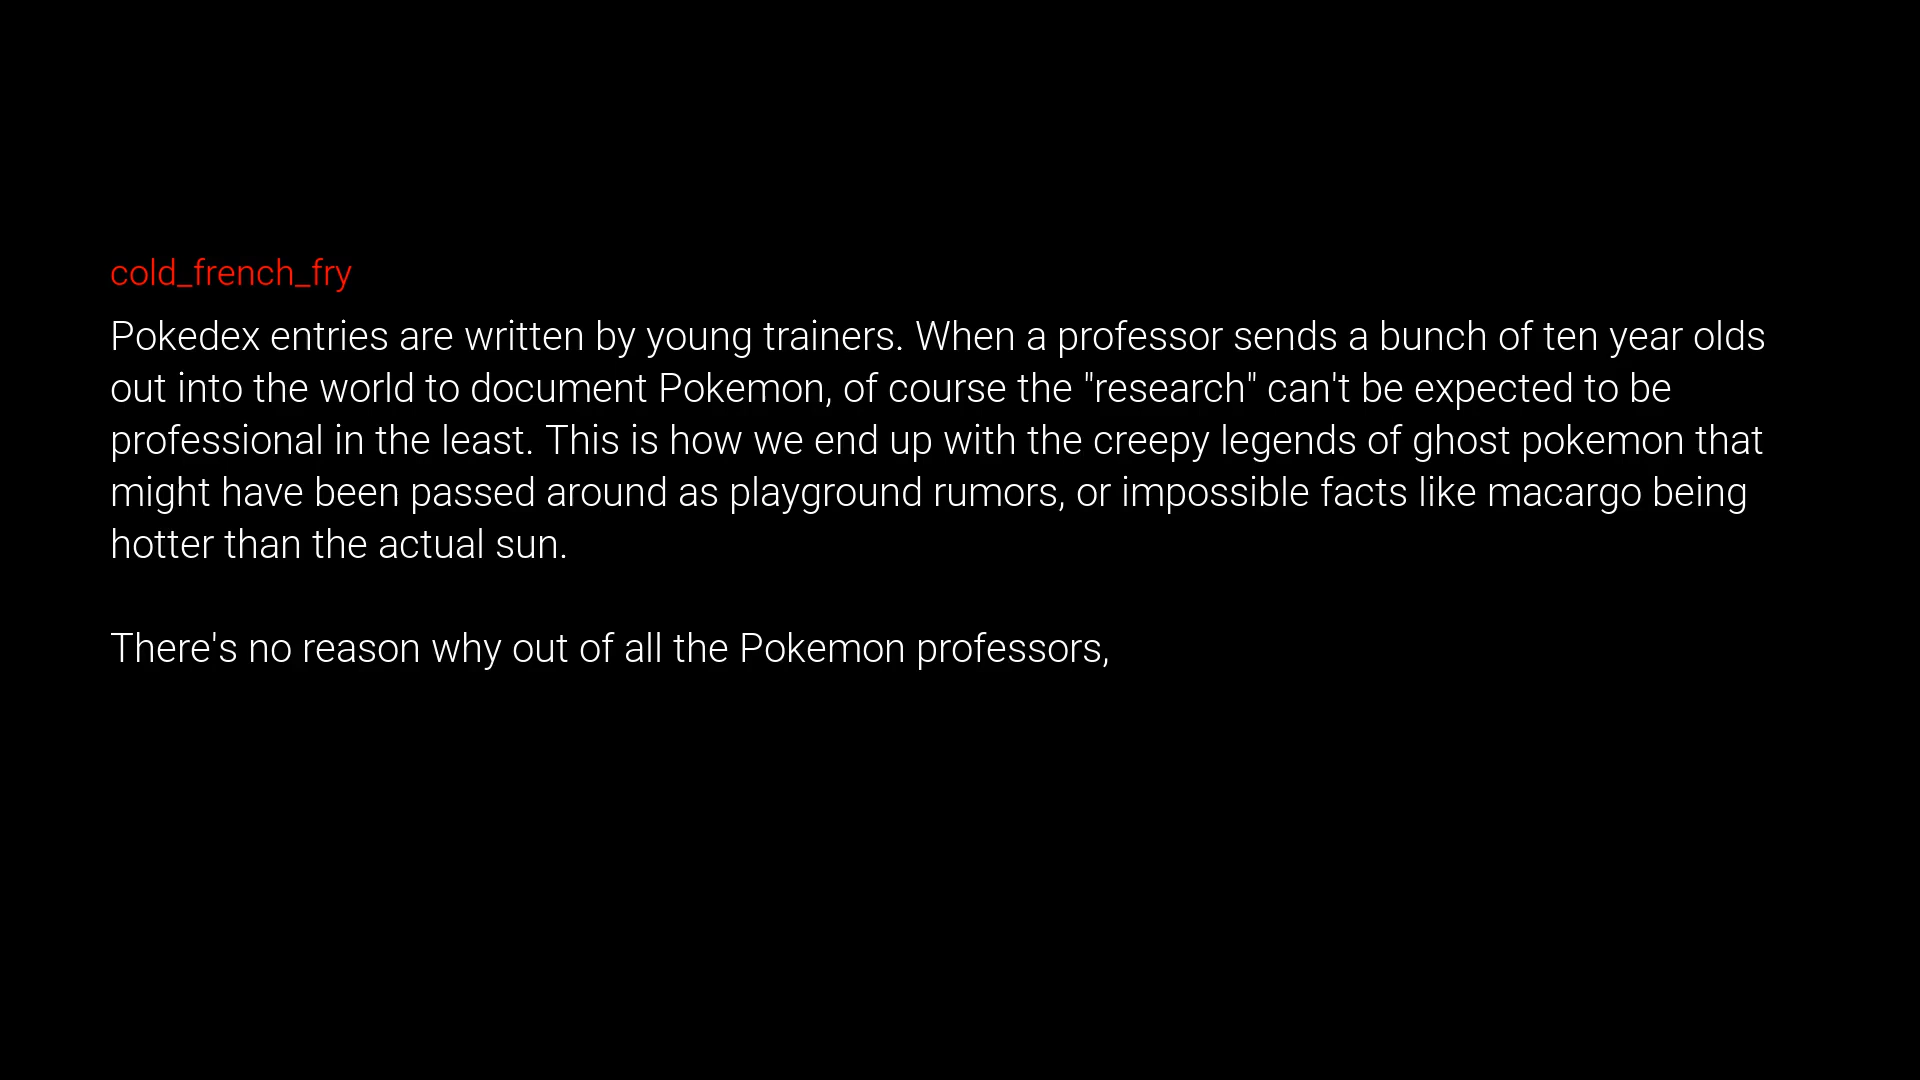 cold_french_fry
Pokedex entries are written by young trainers. When a professor sends a bunch of ten year olds
out into the world to document Pokemon, of course the "research" can't be expected to be
professional in the least. This is how we end up with the creepy legends of ghost pokemon that
might have been passed around as playground rumors, or impossible facts like macargo being
hotter than the actual sun.
There's no reason why out of all the Pokemon professors,